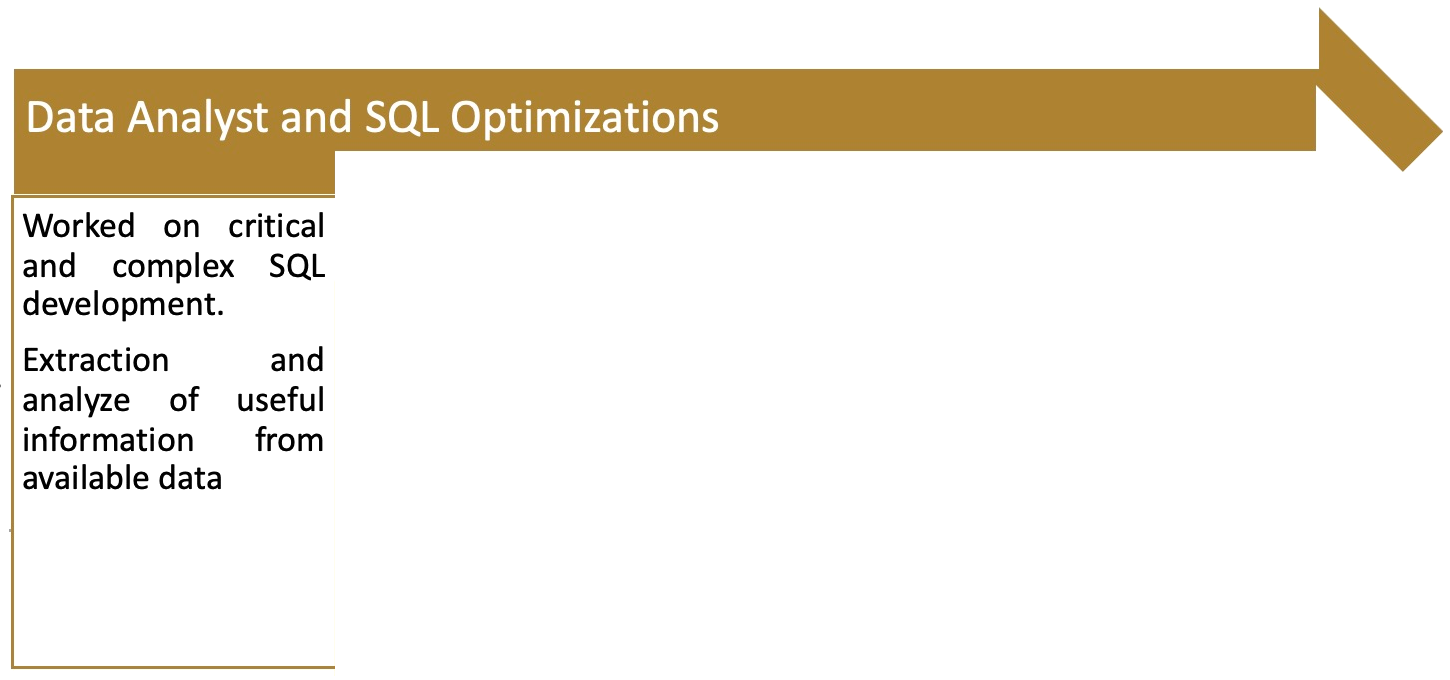 Data Analyst and SQL Optimizations
Worked on critical
and complex SQL
development.
Extraction and
analyze of useful
information from
available data